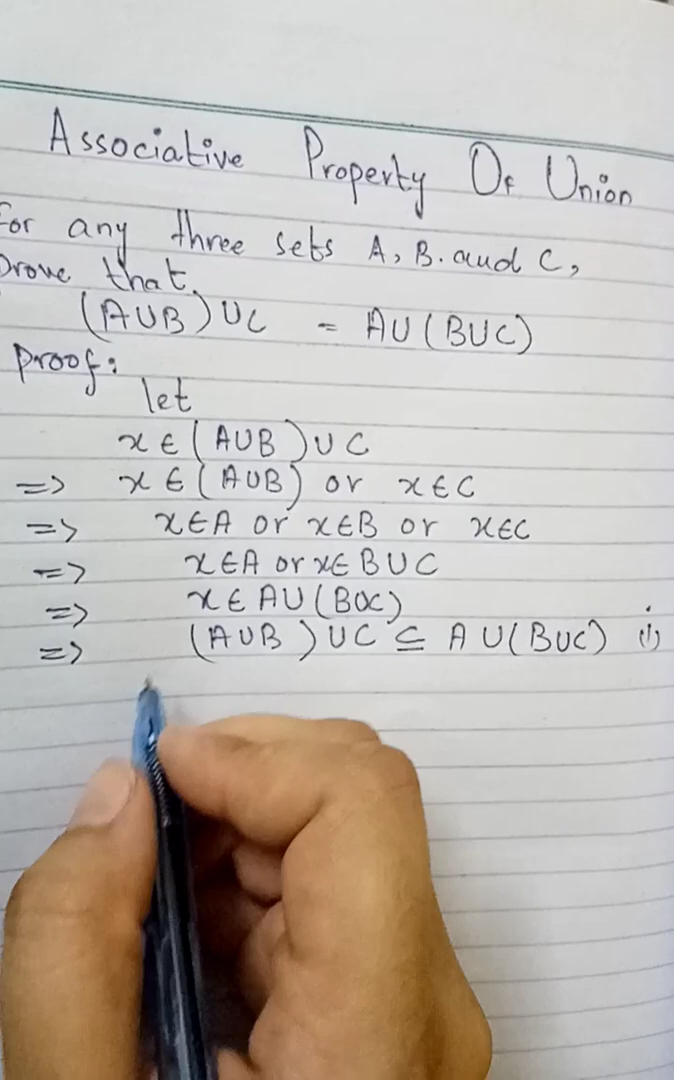 Associative Property Of Union
For any three sets A, B. and C,
Prove that.
(AUB)UC = AU(BUC)
Proof:
let
x ∈ (AUB)UC
=> x ∈ (AUB) or x∈C
=> x∈A or x∈B or x∈C
=> x∈A or x∈ BUC
=> x∈ AU(BUC)
=> (AUB)UC ⊆ AU(BUC) (i)